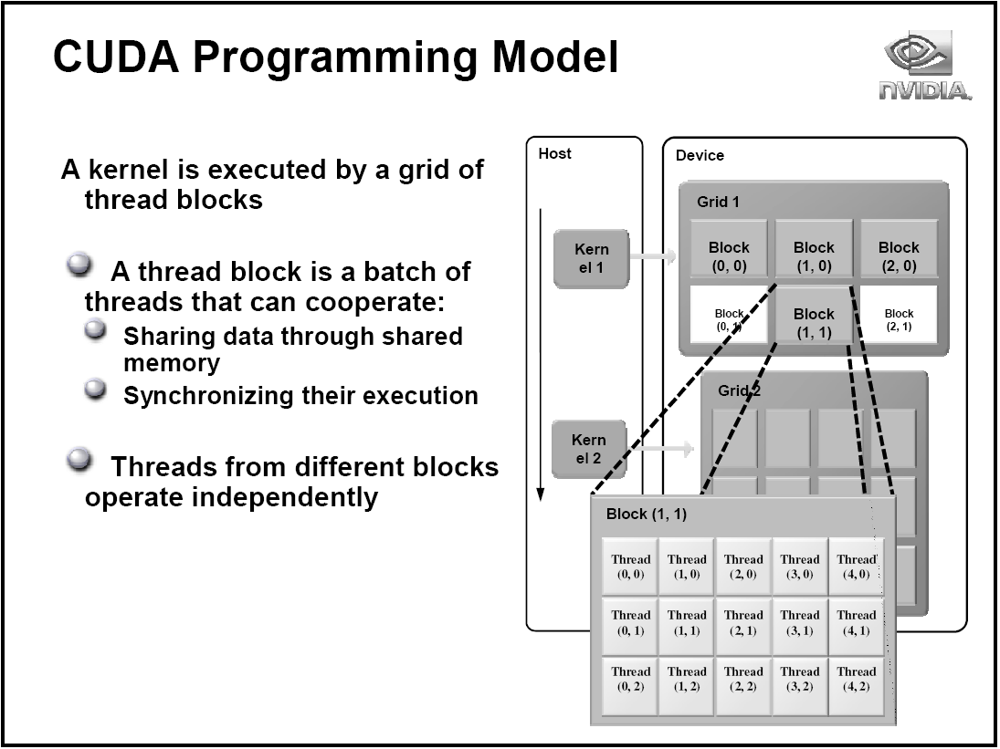 CUDA Programming Model
nVIDIA.
A kernel is executed by a grid of
thread blocks
A thread block is a batch of
threads that can cooperate:
Sharing data through shared
memory
Synchronizing their execution
Threads from different blocks
operate independently
Host
Device
Kern
el 1
Kern
el 2
Grid 1
Block
(0, 0)
Block
(1, 0)
Block
(2, 0)
Block
(0, 1)
Block
(1, 1)
Block
(2, 1)
Grid 2
Block (1, 1)
Thread
(0, 0)
Thread
(1, 0)
Thread
(2, 0)
Thread
(3, 0)
Thread
(4, 0)
Thread
(0, 1)
Thread
(1, 1)
Thread
(2, 1)
Thread
(3, 1)
Thread
(4, 1)
Thread
(0, 2)
Thread
(1, 2)
Thread
(2, 2)
Thread
(3, 2)
Thread
(4, 2)